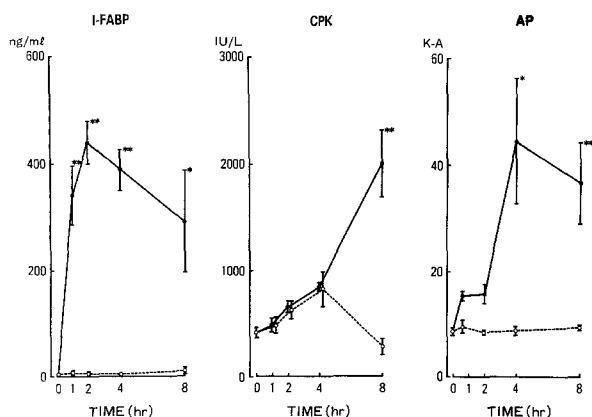 I-FABP
CPK
AP
ng/mℓ
IU/L
K-A
600
400
200
0
**
**
**
*
0 1 2 4 8
TIME (hr)
3000
2000
1000
0
**
0 1 2 4 8
TIME (hr)
60
40
20
0
*
**
0 1 2 4 8
TIME (hr)